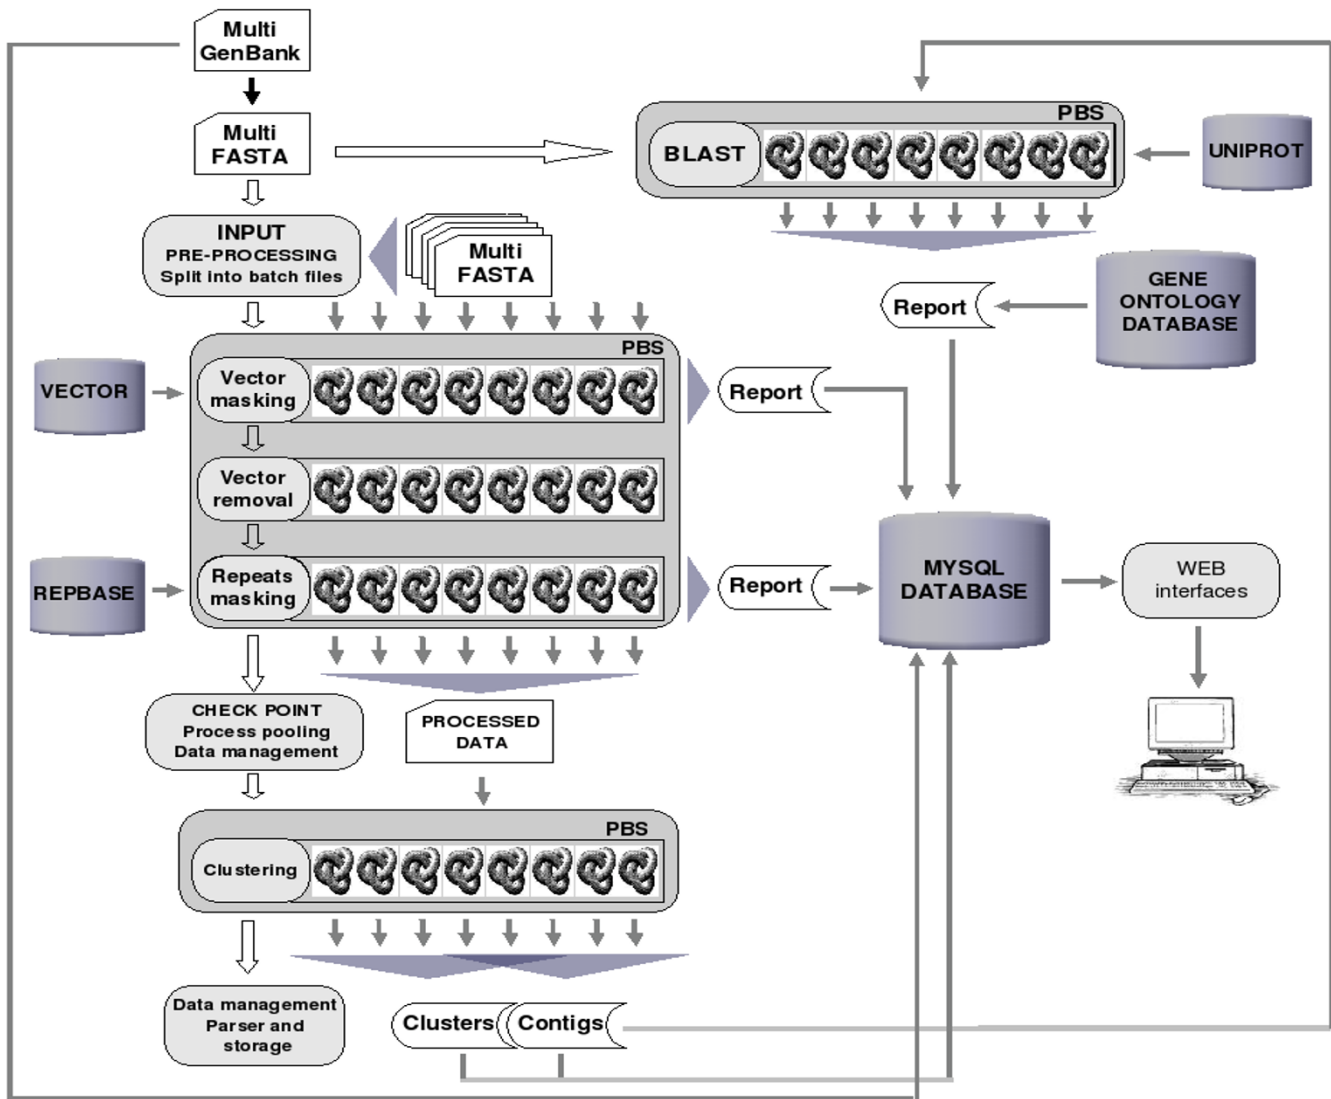 Multi
GenBank
Multi
FASTA
PBS
BLAST
UNIPROT
INPUT
PRE-PROCESSING
Split into batch files
Multi
FASTA
Report
GENE
ONTOLOGY
DATABASE
PBS
VECTOR
Vector
masking
Report
Vector
removal
REPBASE
Repeats
masking
Report
MYSQL
DATABASE
WEB
interfaces
CHECK POINT
Process pooling
Data management
PROCESSED
DATA
PBS
Clustering
Data management
Parser and
storage
Clusters
Contigs